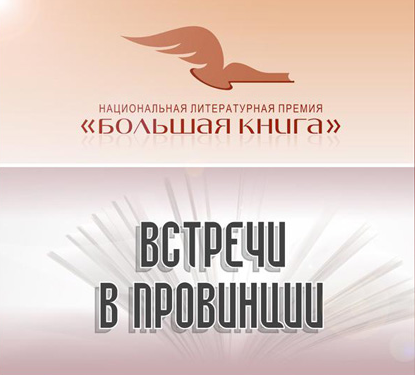 НАЦИОНАЛЬНАЯ ЛИТЕРАТУРНАЯ ПРЕМИЯ
«БОЛЬШАЯ КНИГА»
ВСТРЕЧИ
В ПРОВИНЦИИ